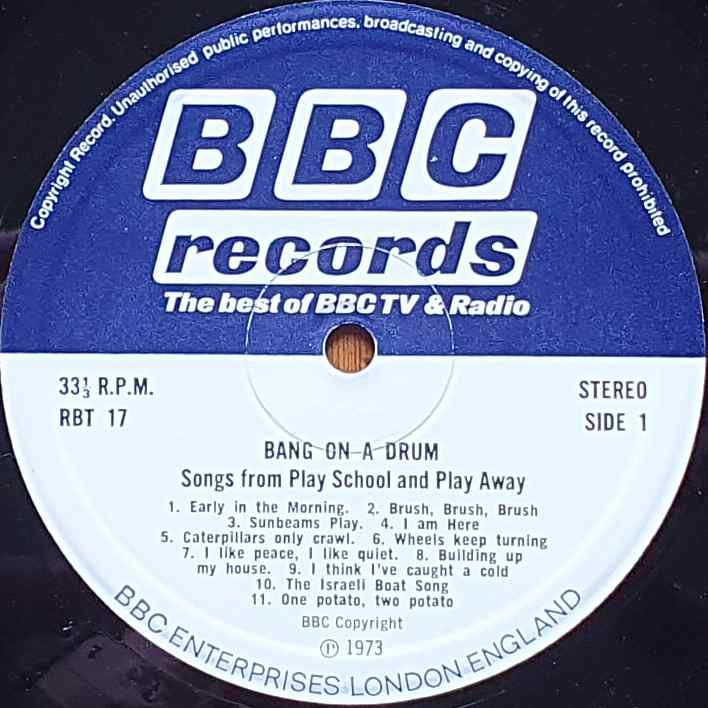 Copyright Record. Unauthorised public performances, broadcasting and copying of this record prohibited
BBC
records
The best of BBC TV & Radio
33⅓ R.P.M.
STEREO
RBT 17
SIDE 1
BANG ON A DRUM
Songs from Play School and Play Away
1. Early in the Morning. 2. Brush, Brush, Brush
3. Sunbeams Play. 4. I am Here
5. Caterpillars only crawl. 6. Wheels keep turning
7. I like peace, I like quiet. 8. Building up
my house. 9. I think I've caught a cold
10. The Israeli Boat Song
11. One potato, two potato
BBC Copyright
Ⓟ 1973
BBC ENTERPRISES LONDON ENGLAND